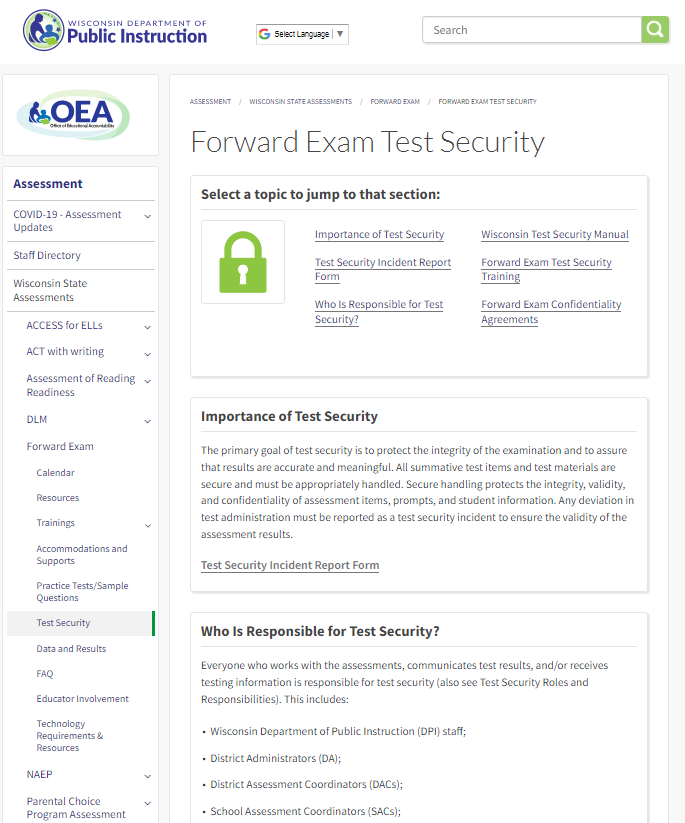 WISCONSIN DEPARTMENT OF
Public Instruction
Select Language ▼
Search
OEA
Office of Educational Accountability
Assessment
COVID-19 - Assessment
Updates
Staff Directory
Wisconsin State
Assessments
ACCESS for ELLs
ACT with writing
Assessment of Reading
Readiness
DLM
Forward Exam
Calendar
Resources
Trainings
Accommodations and
Supports
Practice Tests/Sample
Questions
Test Security
Data and Results
FAQ
Educator Involvement
Technology
Requirements &
Resources
NAEP
Parental Choice
Program Assessment
ASSESSMENT / WISCONSIN STATE ASSESSMENTS / FORWARD EXAM / FORWARD EXAM TEST SECURITY
Forward Exam Test Security
Select a topic to jump to that section:
Importance of Test Security
Test Security Incident Report
Form
Who Is Responsible for Test
Security?
Wisconsin Test Security Manual
Forward Exam Test Security
Training
Forward Exam Confidentiality
Agreements
Importance of Test Security
The primary goal of test security is to protect the integrity of the examination and to assure
that results are accurate and meaningful. All summative test items and test materials are
secure and must be appropriately handled. Secure handling protects the integrity, validity,
and confidentiality of assessment items, prompts, and student information. Any deviation in
test administration must be reported as a test security incident to ensure the validity of the
assessment results.
Test Security Incident Report Form
Who Is Responsible for Test Security?
Everyone who works with the assessments, communicates test results, and/or receives
testing information is responsible for test security (also see Test Security Roles and
Responsibilities). This includes:
• Wisconsin Department of Public Instruction (DPI) staff;
• District Administrators (DA);
• District Assessment Coordinators (DACs);
• School Assessment Coordinators (SACs);